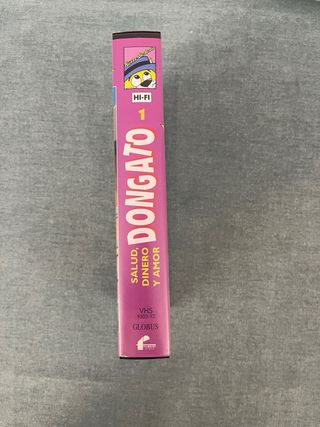 HI-FI
1
DONGATO
SALUD,
DINERO
Y AMOR
VHS
GLOBUS